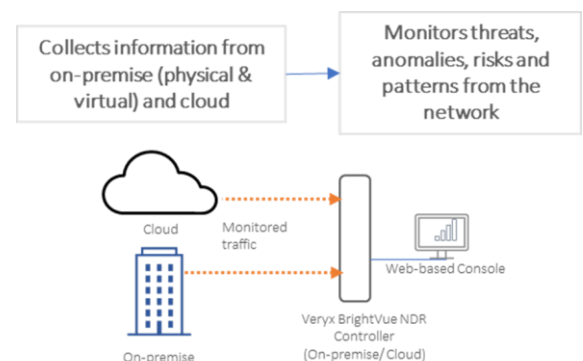 Collects information from
on-premise (physical &
virtual) and cloud
Monitors threats,
anomalies, risks and
patterns from the
network
Cloud
Monitored
traffic
Web-based Console
On-premise
Veryx BrightVue NDR
Controller
(On-premise/Cloud)